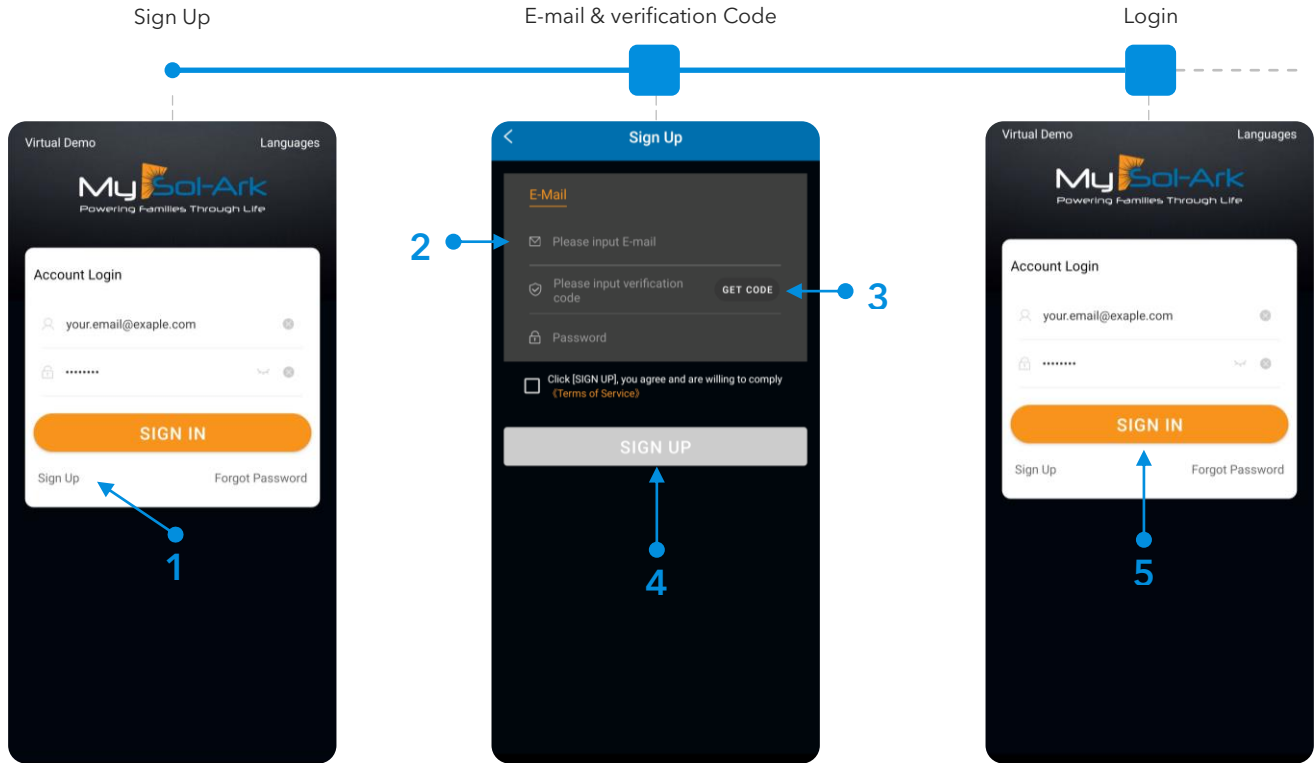 Sign Up
E-mail & verification Code
Login
Virtual Demo
Languages
My Sol-Ark
Powering Families Through Life
Account Login
your.email@exaple.com
••••••••
SIGN IN
Sign Up
Forgot Password
1
Sign Up
E-Mail
2
Please input E-mail
Please input verification
code
GET CODE
3
Password
Click [SIGN UP], you agree and are willing to comply
《Terms of Service》
SIGN UP
4
Virtual Demo
Languages
My Sol-Ark
Powering Families Through Life
Account Login
your.email@exaple.com
••••••••
SIGN IN
Sign Up
Forgot Password
5